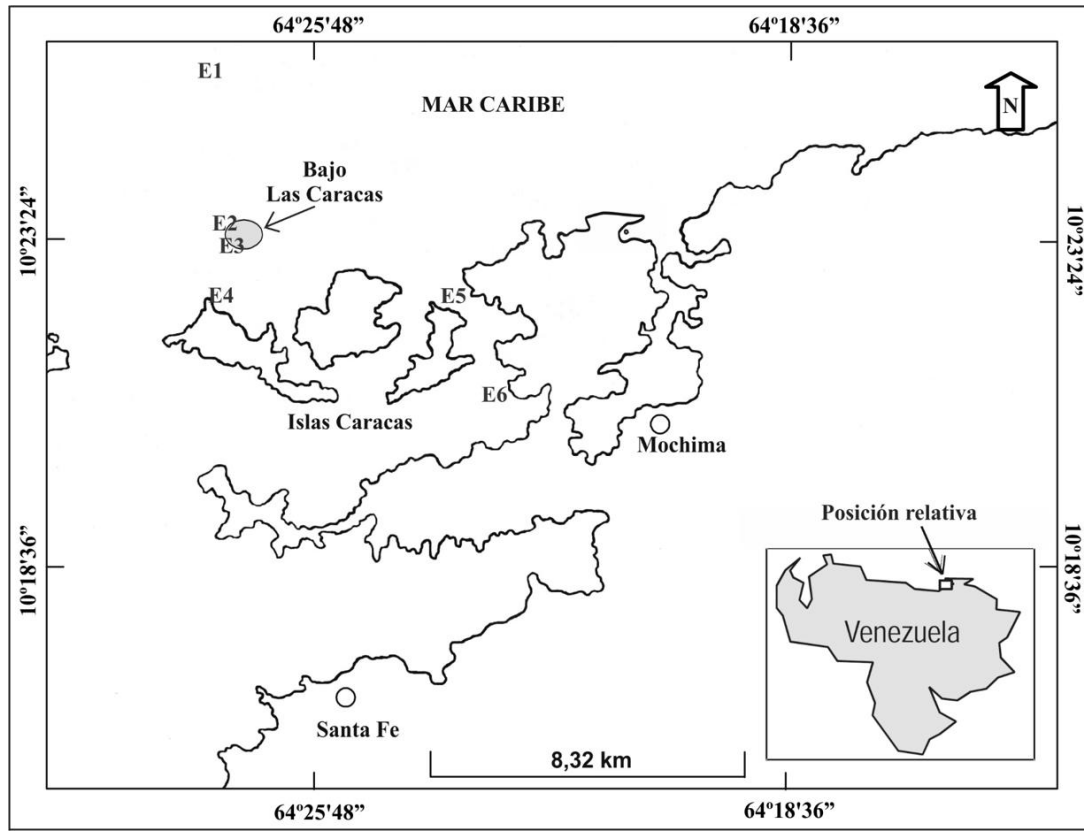 64º25'48”
64º18'36”
E1
MAR CARIBE
N
Bajo
Las Caracas
E2
E3
10º23'24”
10º23'24”
E4
E5
E6
Islas Caracas
Mochima
Posición relativa
10º18'36”
10º18'36”
Venezuela
Santa Fe
8,32 km
64º25'48”
64º18'36”